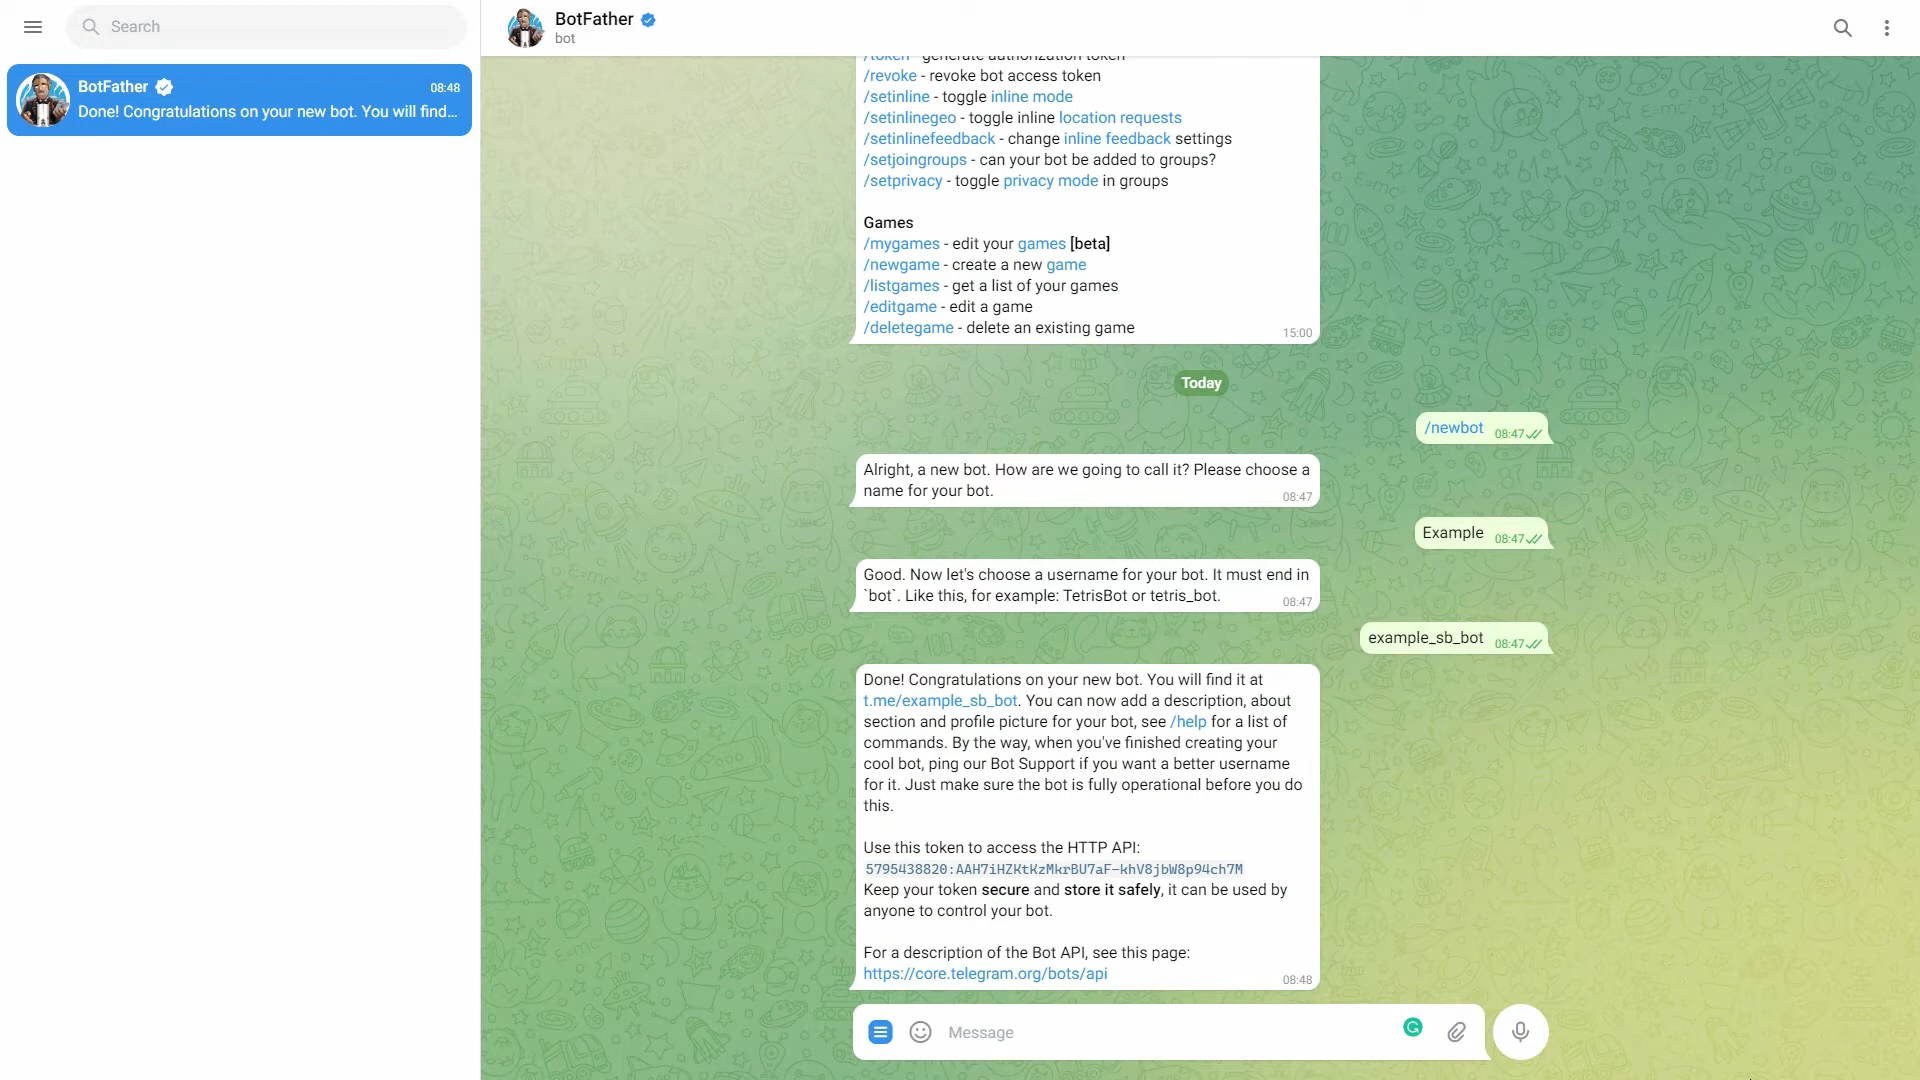 Search
BotFather
08:48
Done! Congratulations on your new bot. You will find...
BotFather
bot
/token - generate authorization token
/revoke - revoke bot access token
/setinline - toggle inline mode
/setinlinegeo - toggle inline location requests
/setinlinefeedback - change inline feedback settings
/setjoingroups - can your bot be added to groups?
/setprivacy - toggle privacy mode in groups
Games
/mygames - edit your games [beta]
/newgame - create a new game
/listgames - get a list of your games
/editgame - edit a game
/deletegame - delete an existing game
15:00
Today
/newbot 08:47
Alright, a new bot. How are we going to call it? Please choose a
name for your bot.
08:47
Example 08:47
Good. Now let's choose a username for your bot. It must end in
`bot`. Like this, for example: TetrisBot or tetris_bot.
08:47
example_sb_bot 08:47
Done! Congratulations on your new bot. You will find it at
t.me/example_sb_bot. You can now add a description, about
section and profile picture for your bot, see /help for a list of
commands. By the way, when you've finished creating your
cool bot, ping our Bot Support if you want a better username
for it. Just make sure the bot is fully operational before you do
this.
Use this token to access the HTTP API:
5795438820:AAH7iHZKtKzMkrBU7aF-khV8jbW8p94ch7M
Keep your token secure and store it safely, it can be used by
anyone to control your bot.
For a description of the Bot API, see this page:
https://core.telegram.org/bots/api
08:48
Message